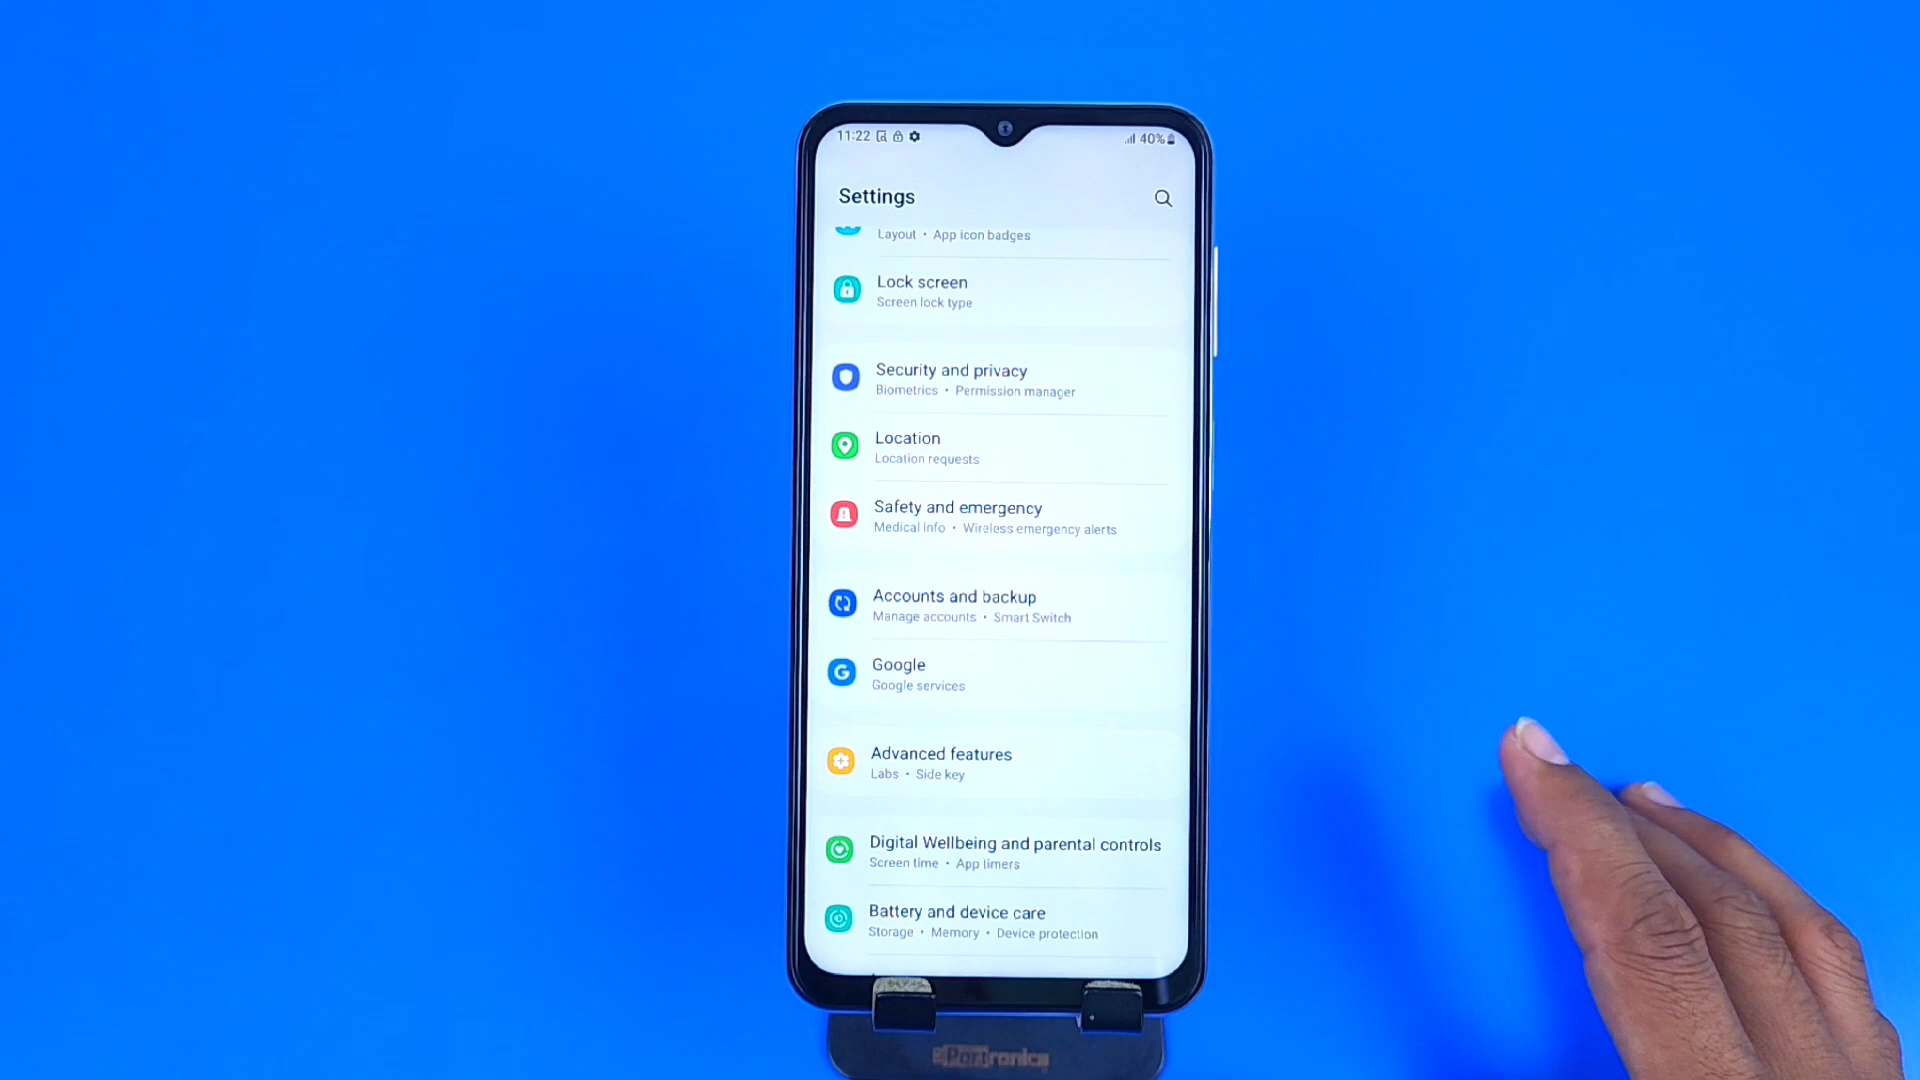 11:22
40%
Settings
Layout • App icon badges
Lock screen
Screen lock type
Security and privacy
Biometrics • Permission manager
Location
Location requests
Safety and emergency
Medical info • Wireless emergency alerts
Accounts and backup
Manage accounts • Smart Switch
Google
Google services
Advanced features
Labs • Side key
Digital Wellbeing and parental controls
Screen time • App timers
Battery and device care
Storage • Memory • Device protection
Portronics